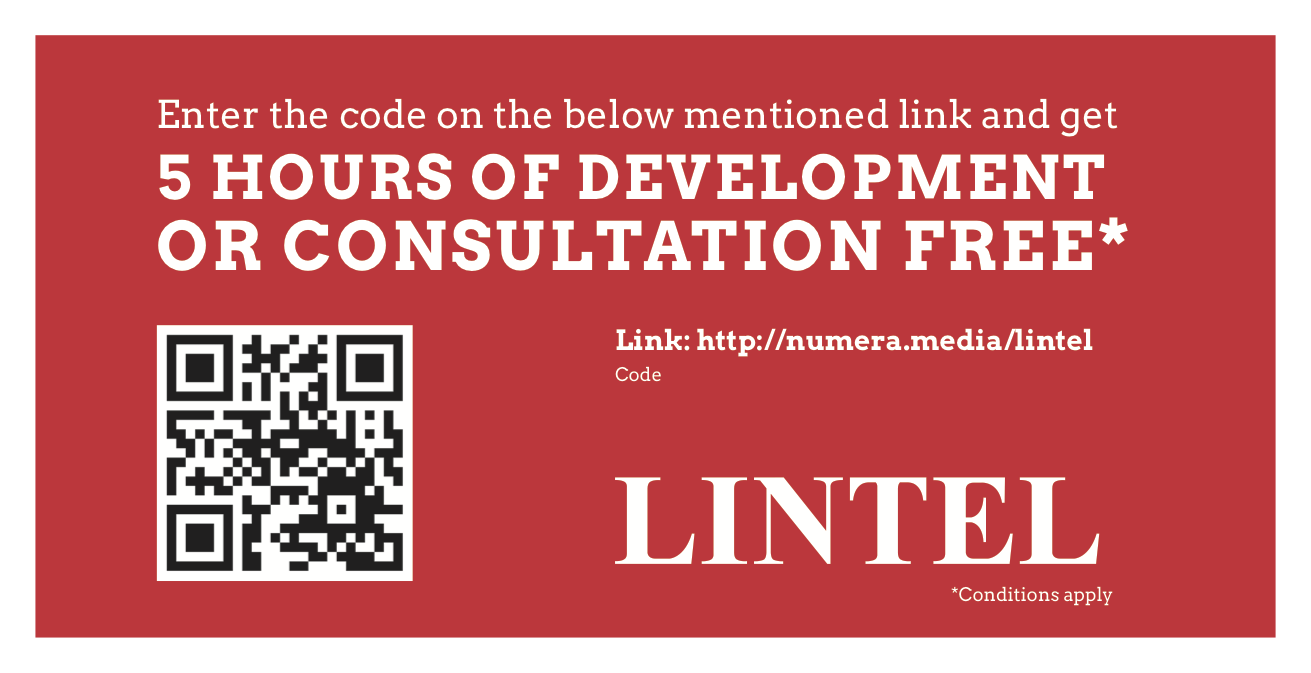 Enter the code on the below mentioned link and get
5 HOURS OF DEVELOPMENT
OR CONSULTATION FREE*
Link: http://numera.media/lintel
Code
LINTEL
*Conditions apply